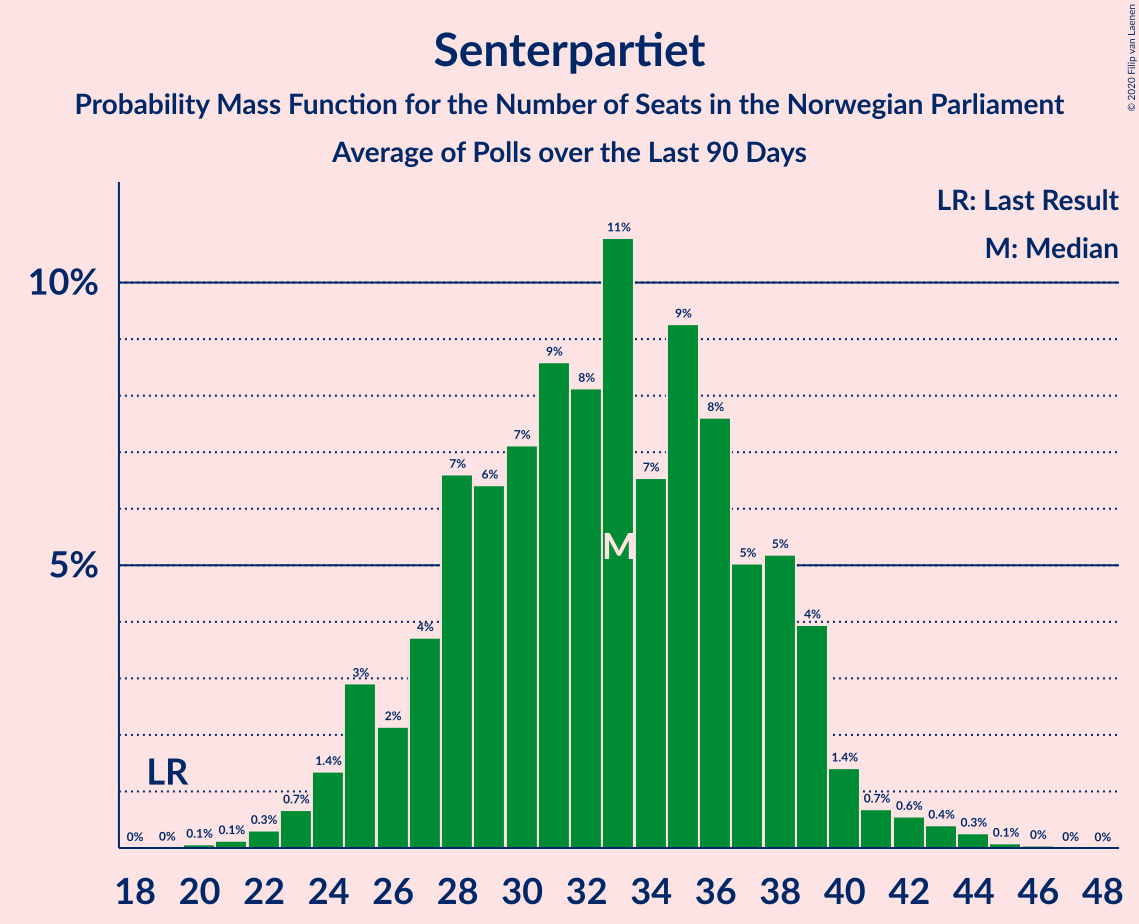 © 2020 Filip van Laenen
Senterpartiet
Probability Mass Function for the Number of Seats in the Norwegian Parliament
Average of Polls over the Last 90 Days
LR: Last Result
M: Median
10%
5%
0% 0% 0.1% 0.1% 0.3% 0.7% 1.4% 3% 2% 4% 7% 6% 7% 9% 8% 11% 7% 9% 8% 5% 5% 4% 1.4% 0.7% 0.6% 0.4% 0.3% 0.1% 0% 0% 0%
LR
M
18 20 22 24 26 28 30 32 34 36 38 40 42 44 46 48